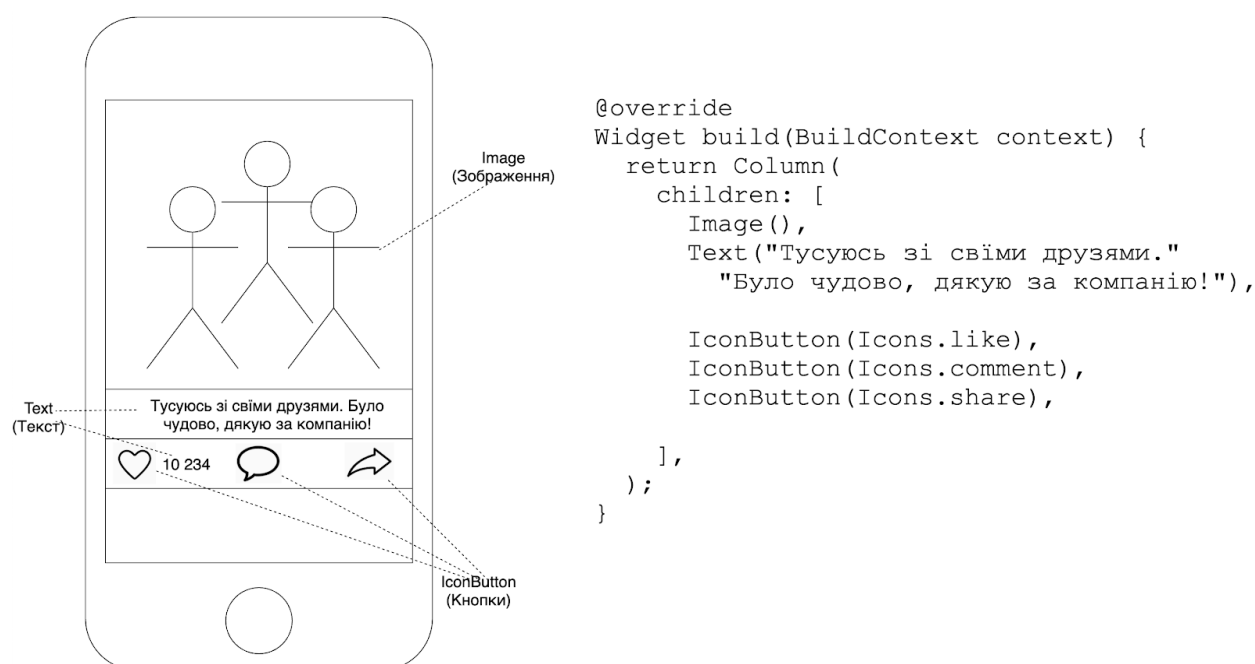 Image
(Зображення)
Text
(Текст)
Тусуюсь зі свїми друзями. Було
чудово, дякую за компанію!
10 234
IconButton
(Кнопки)
@override
Widget build(BuildContext context) {
  return Column(
    children: [
      Image(),
      Text("Тусуюсь зі свїми друзями."
        "Було чудово, дякую за компанію!"),
      IconButton(Icons.like),
      IconButton(Icons.comment),
      IconButton(Icons.share),
    ],
  );
}